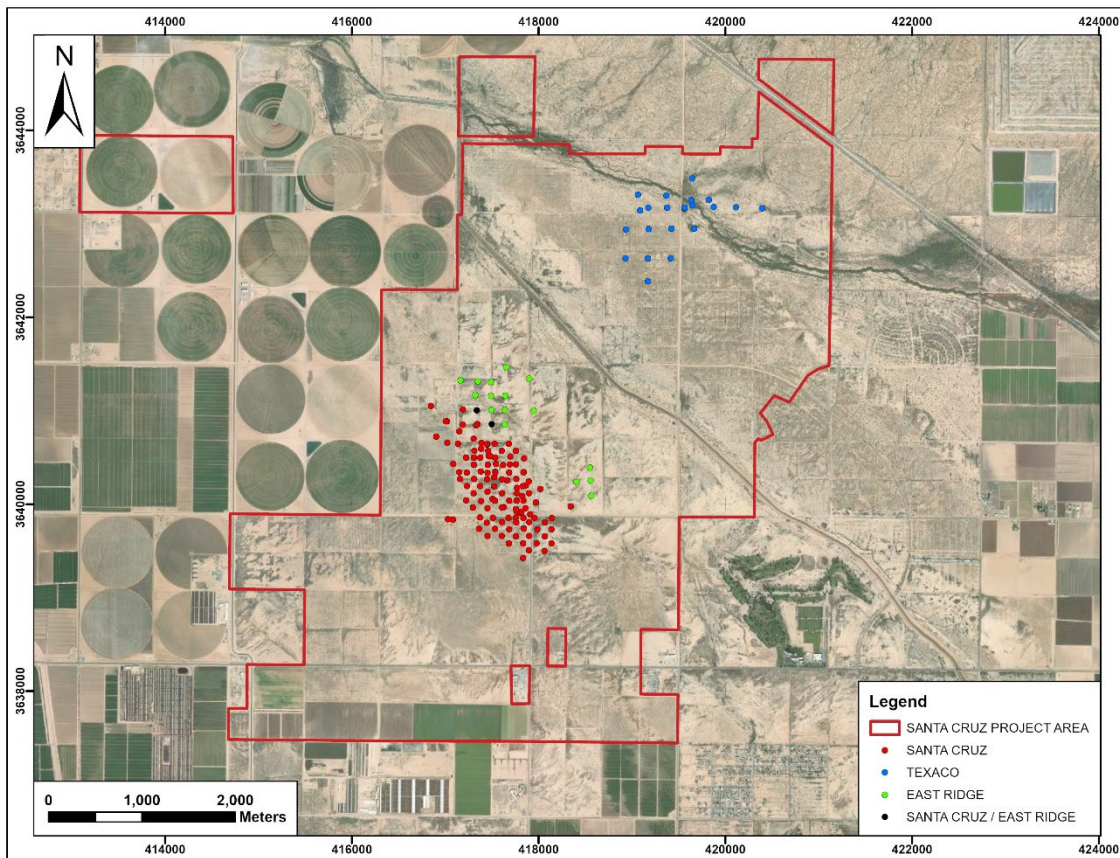 414000 416000 418000 420000 422000 424000
N
3644000
3642000
3640000
3638000
Legend
SANTA CRUZ PROJECT AREA
SANTA CRUZ
TEXACO
EAST RIDGE
SANTA CRUZ / EAST RIDGE
0 1,000 2,000
Meters
414000 416000 418000 420000 422000 424000